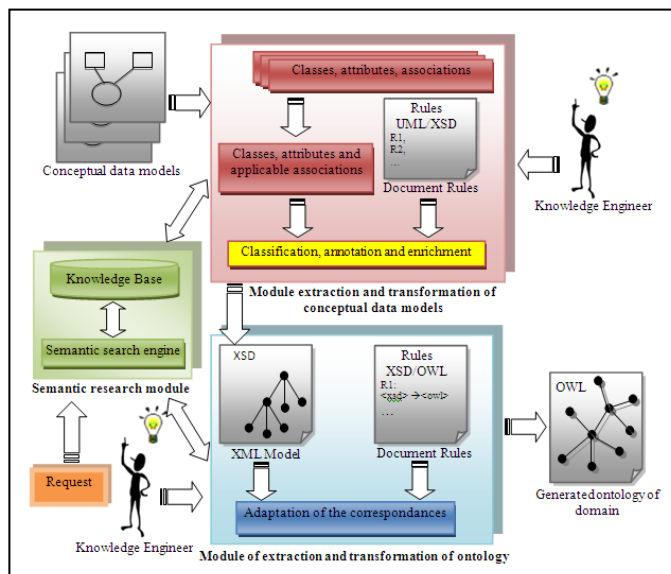 Classes, attributes, associations
Rules
UML/XSD
R1,
R2,
...
Conceptual data models
Classes, attributes and
applicable associations
Document Rules
Knowledge Engineer
Classification, annotation and enrichment
Knowledge Base
Module extraction and transformation of
conceptual data models
Semantic search engine
Semantic research module
XSD
XML Model
Rules
XSD/OWL
R1:
<xsd> → <owl>
...
Document Rules
OWL
Generated ontology of
domain
Request
Adaptation of the correspondances
Knowledge Engineer
Module of extraction and transformation of ontology